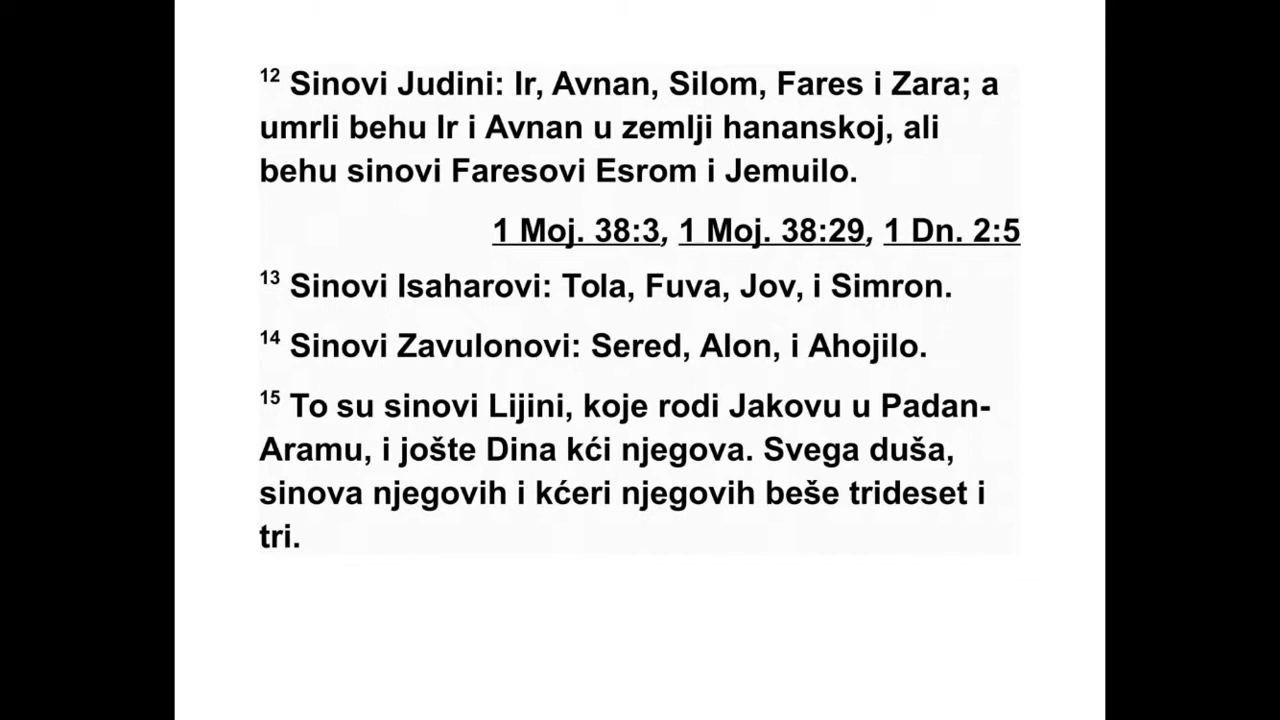 12 Sinovi Judini: Ir, Avnan, Silom, Fares i Zara; a
umrli behu Ir i Avnan u zemlji hananskoj, ali
behu sinovi Faresovi Esrom i Jemuilo.
1 Moj. 38:3, 1 Moj. 38:29, 1 Dn. 2:5
13 Sinovi Isaharovi: Tola, Fuva, Jov, i Simron.
14 Sinovi Zavulonovi: Sered, Alon, i Ahojilo.
15 To su sinovi Lijini, koje rodi Jakovu u Padan-
Aramu, i jošte Dina kći njegova. Svega duša,
sinova njegovih i kćeri njegovih beše trideset i
tri.